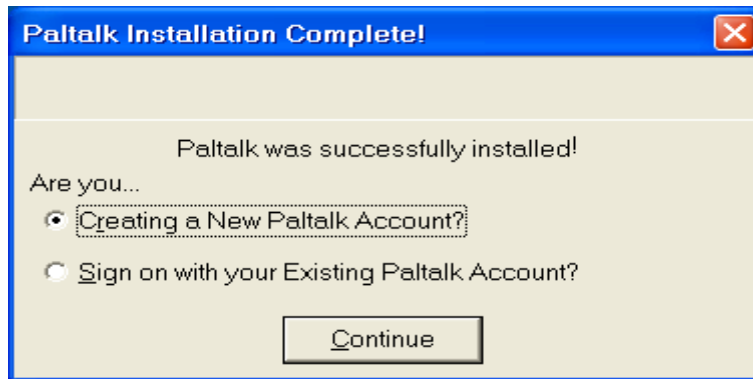 Paltalk Installation Complete!
Paltalk was successfully installed!
Are you...
Creating a New Paltalk Account?
Sign on with your Existing Paltalk Account?
Continue